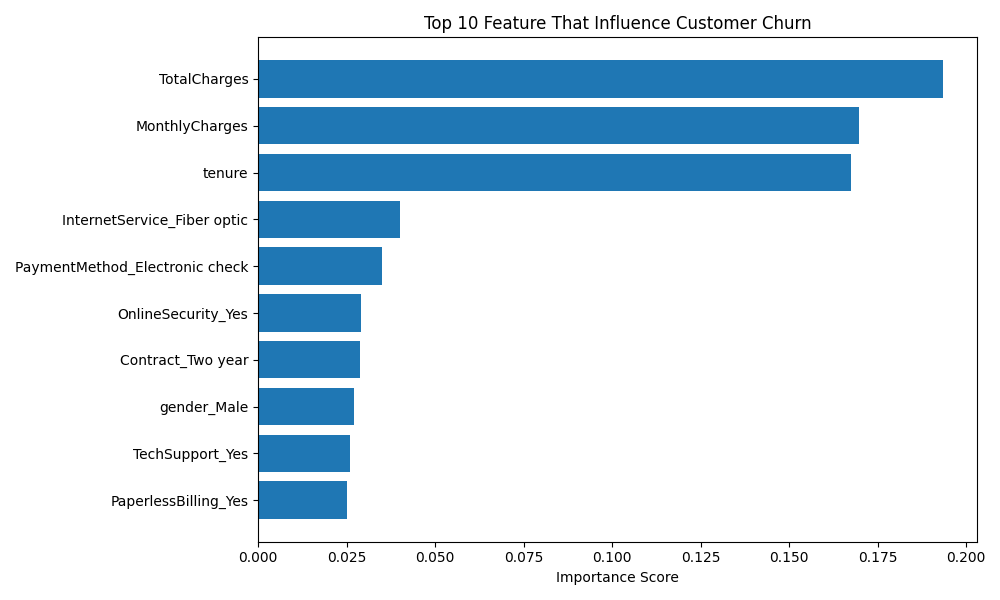 Top 10 Feature That Influence Customer Churn
TotalCharges
MonthlyCharges
tenure
InternetService_Fiber optic
PaymentMethod_Electronic check
OnlineSecurity_Yes
Contract_Two year
gender_Male
TechSupport_Yes
PaperlessBilling_Yes
0.000 0.025 0.050 0.075 0.100 0.125 0.150 0.175 0.200
Importance Score